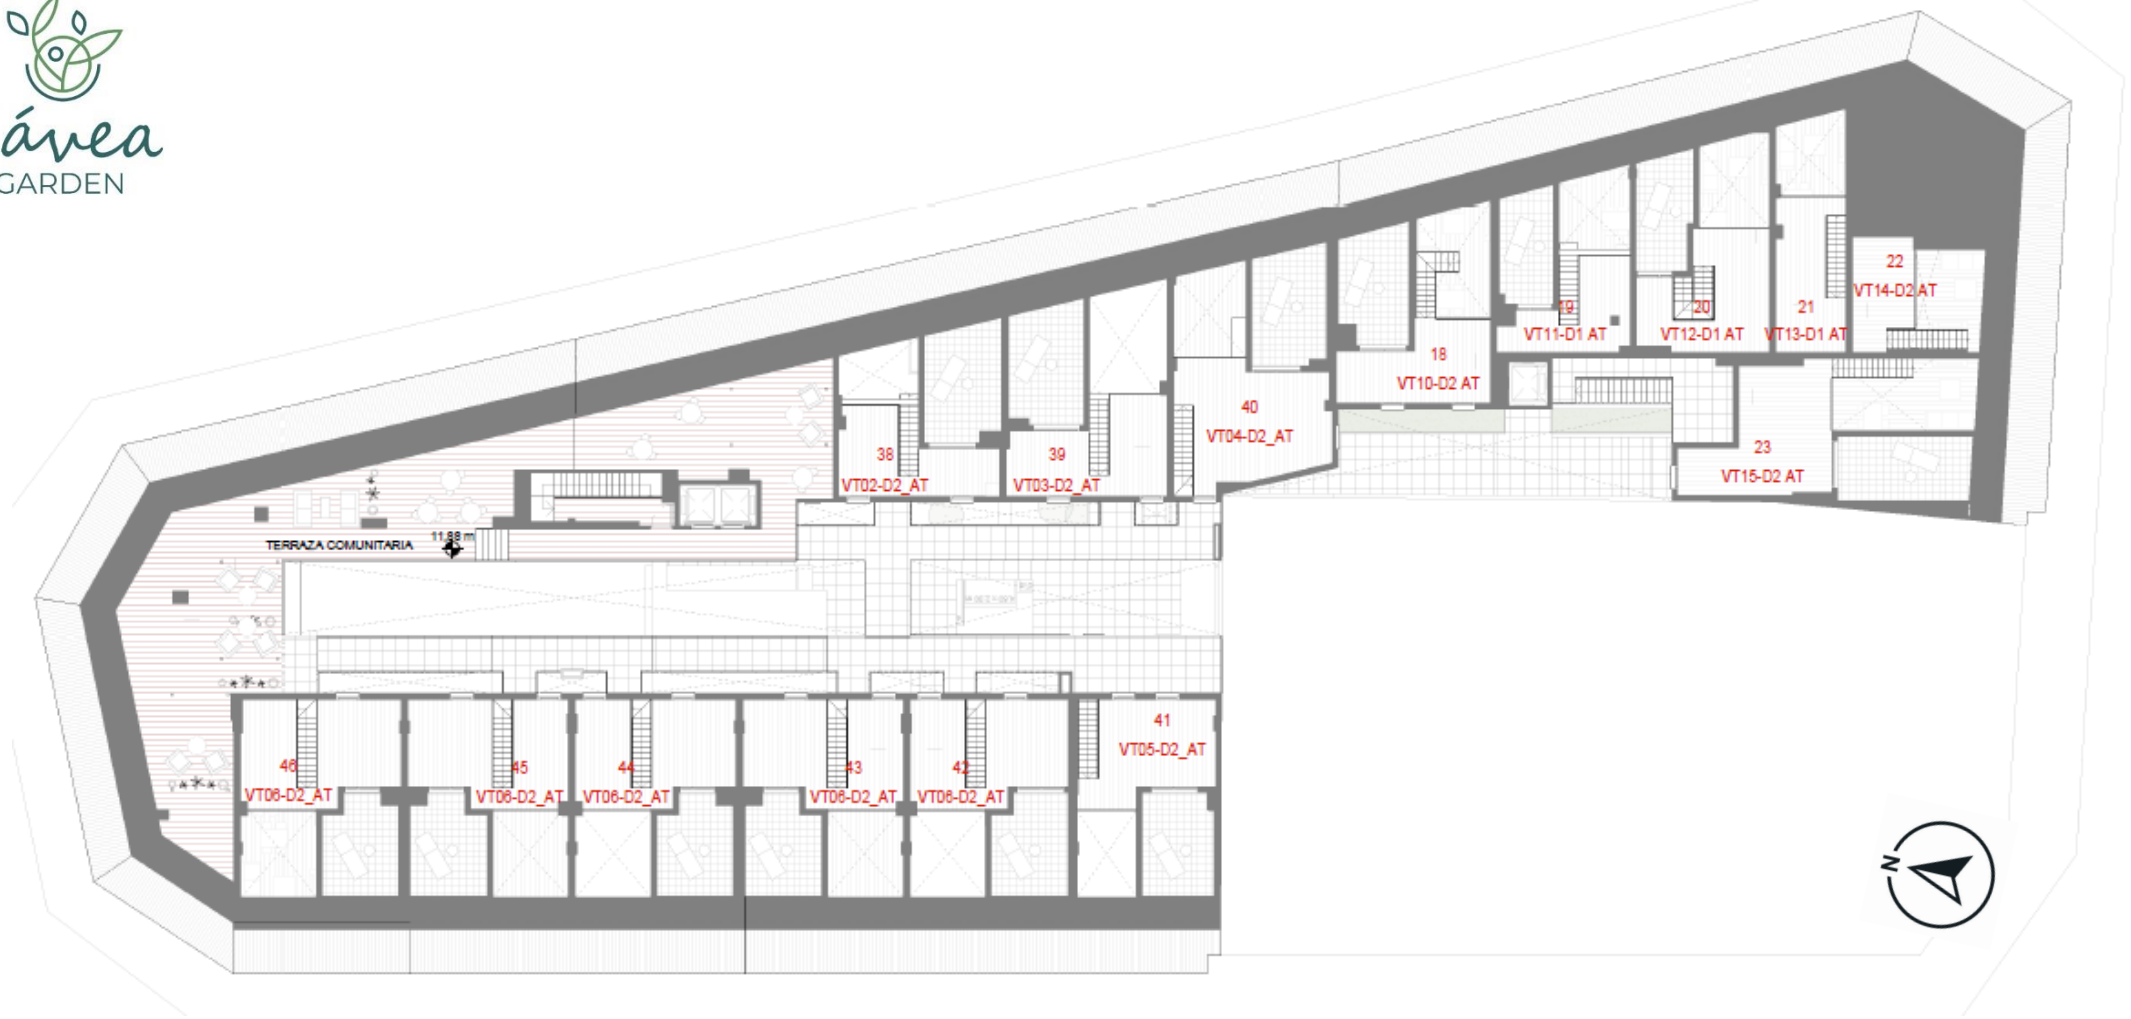 ávea
GARDEN
22
VT14-D2 AT
19
VT11-D1 AT
20
VT12-D1 AT
21
VT13-D1 AT
18
VT10-D2 AT
40
VT04-D2_AT
23
VT15-D2 AT
38
VT02-D2_AT
39
VT03-D2_AT
TERRAZA COMUNITARIA
11,88 m
41
VT05-D2_AT
46
VT06-D2_AT
45
VT06-D2_AT
44
VT06-D2_AT
43
VT06-D2_AT
42
VT06-D2_AT
N